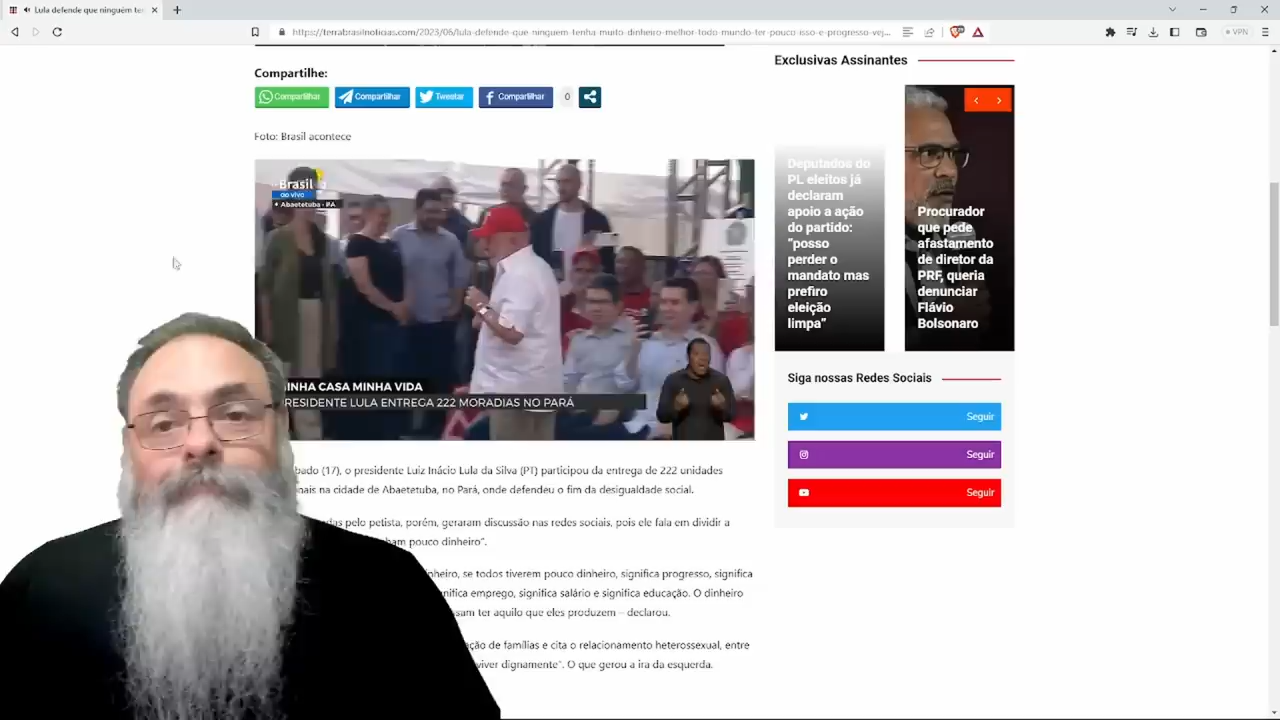 Lula defende que ninguém te
https://terrabrasilnoticias.com/2023/06/lula-defende-que-ninguem-tenha-muito-dinheiro-melhor-todo-mundo-ter-pouco-isso-e-progresso-vej...
VPN
Compartilhe:
Compartilhar
Compartilhar
Tweetar
Compartilhar
0
Foto: Brasil acontece
Brasil
ao vivo
Abaetetuba - PA
INHA CASA MINHA VIDA
RESIDENTE LULA ENTREGA 222 MORADIAS NO PARÁ
bado (17), o presidente Luiz Inácio Lula da Silva (PT) participou da entrega de 222 unidades
nais na cidade de Abaetetuba, no Pará, onde defendeu o fim da desigualdade social.
das pelo petista, porém, geraram discussão nas redes sociais, pois ele fala em dividir a
ham pouco dinheiro”.
nheiro, se todos tiverem pouco dinheiro, significa progresso, significa
nifica emprego, significa salário e significa educação. O dinheiro
sam ter aquilo que eles produzem – declarou.
ção de famílias e cita o relacionamento heterossexual, entre
viver dignamente”. O que gerou a ira da esquerda.
Exclusivas Assinantes
Deputados do
PL eleitos já
declaram
apoio a ação
do partido:
“posso
perder o
mandato mas
prefiro
eleição
limpa”
Procurador
que pede
afastamento
de diretor da
PRF, queria
denunciar
Flávio
Bolsonaro
Siga nossas Redes Sociais
Seguir
Seguir
Seguir